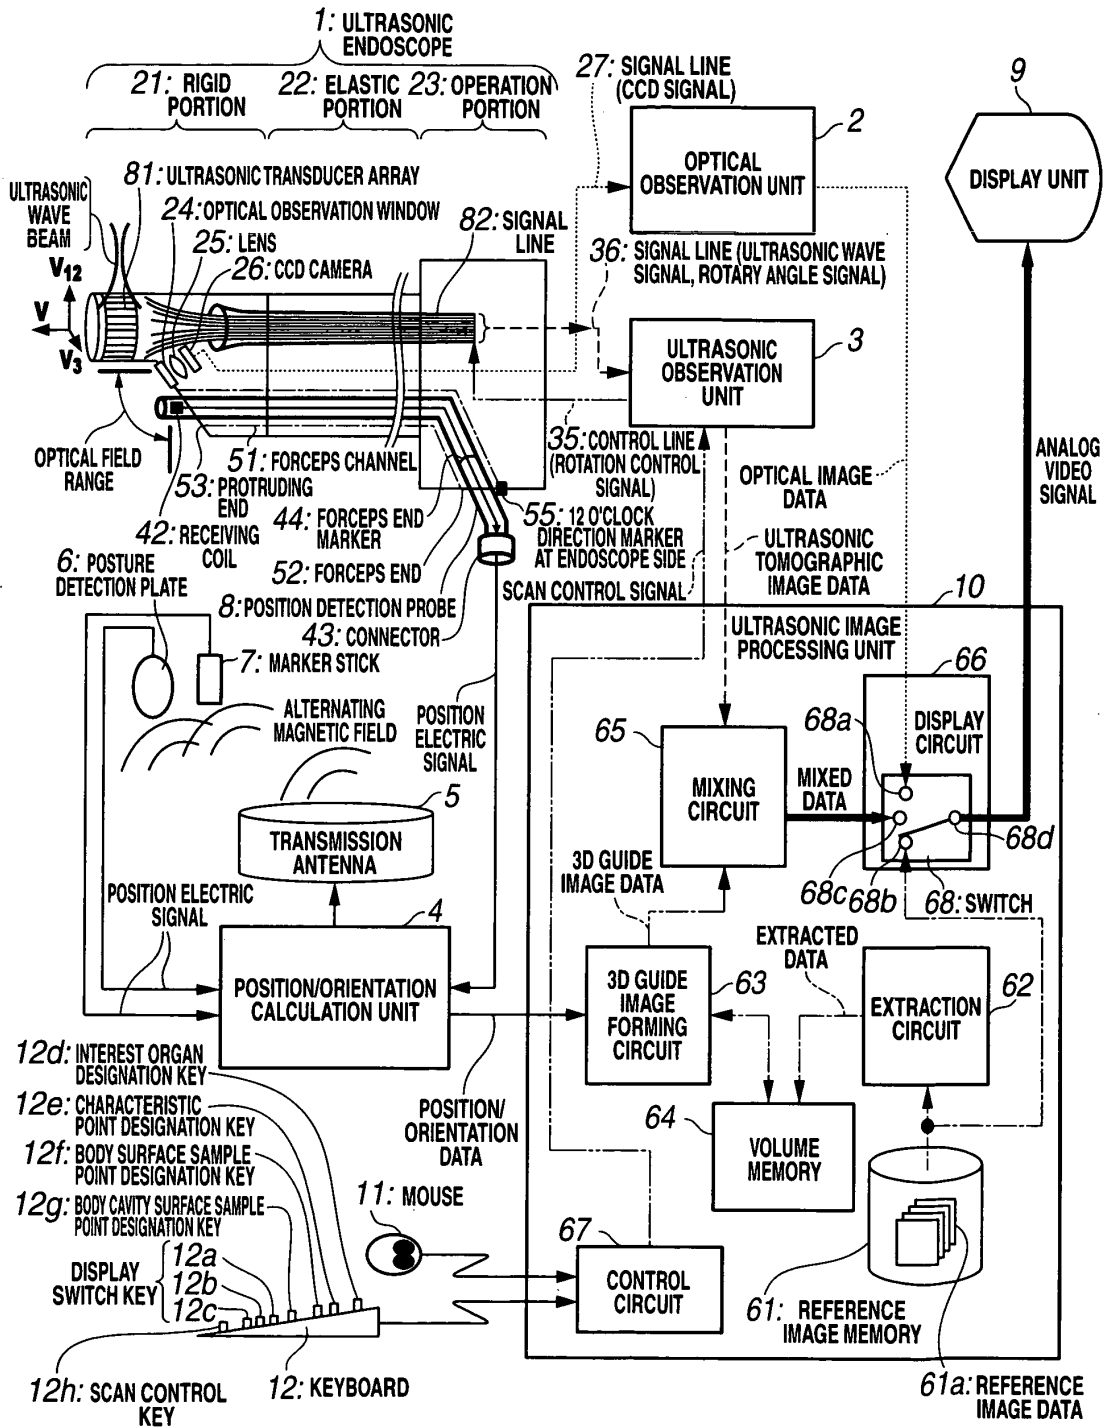 1: ULTRASONIC
ENDOSCOPE
21: RIGID
PORTION
22: ELASTIC
PORTION
23: OPERATION
PORTION
27: SIGNAL LINE
(CCD SIGNAL)
9
DISPLAY UNIT
2
OPTICAL
OBSERVATION UNIT
81: ULTRASONIC TRANSDUCER ARRAY
ULTRASONIC
WAVE
BEAM
24: OPTICAL OBSERVATION WINDOW
25: LENS
26: CCD CAMERA
82: SIGNAL
LINE
36: SIGNAL LINE (ULTRASONIC WAVE
SIGNAL, ROTARY ANGLE SIGNAL)
V12
V
V3
3
ULTRASONIC
OBSERVATION
UNIT
OPTICAL FIELD
RANGE
51: FORCEPS CHANNEL
53: PROTRUDING
END
42: RECEIVING
COIL
44: FORCEPS END
MARKER
52: FORCEPS END
8: POSITION DETECTION PROBE
43: CONNECTOR
35: CONTROL LINE
(ROTATION CONTROL
SIGNAL)
55: 12 O'CLOCK
DIRECTION MARKER
AT ENDOSCOPE SIDE
OPTICAL IMAGE
DATA
ANALOG
VIDEO
SIGNAL
ULTRASONIC
TOMOGRAPHIC
IMAGE DATA
SCAN CONTROL SIGNAL
6: POSTURE
DETECTION PLATE
7: MARKER STICK
ALTERNATING
MAGNETIC FIELD
POSITION
ELECTRIC
SIGNAL
10
ULTRASONIC IMAGE
PROCESSING UNIT
66
DISPLAY
CIRCUIT
68a
68c
68b
68d
68: SWITCH
65
MIXING
CIRCUIT
MIXED
DATA
5
TRANSMISSION
ANTENNA
3D GUIDE
IMAGE DATA
POSITION ELECTRIC
SIGNAL
4
POSITION/ORIENTATION
CALCULATION UNIT
EXTRACTED
DATA
63
3D GUIDE
IMAGE
FORMING
CIRCUIT
62
EXTRACTION
CIRCUIT
64
VOLUME
MEMORY
POSITION/
ORIENTATION
DATA
12d: INTEREST ORGAN
DESIGNATION KEY
12e: CHARACTERISTIC
POINT DESIGNATION KEY
12f: BODY SURFACE SAMPLE
POINT DESIGNATION KEY
12g: BODY CAVITY SURFACE SAMPLE
POINT DESIGNATION KEY
11: MOUSE
DISPLAY
SWITCH KEY
12a
12b
12c
67
CONTROL
CIRCUIT
61: REFERENCE
IMAGE MEMORY
12h: SCAN CONTROL
KEY
12: KEYBOARD
61a: REFERENCE
IMAGE DATA